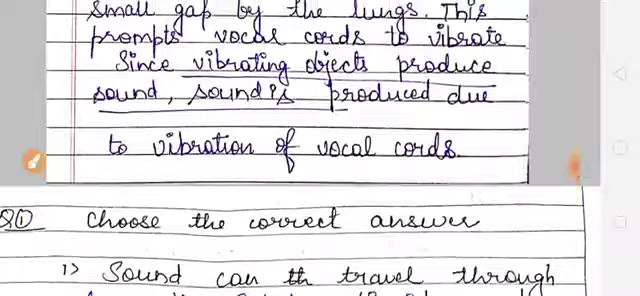 small gap by the lungs. This
prompts vocal cords to vibrate
Since vibrating objects produce
sound, sound is produced due
to vibration of vocal cords.
Q1 Choose the correct answer
1) Sound can th travel through